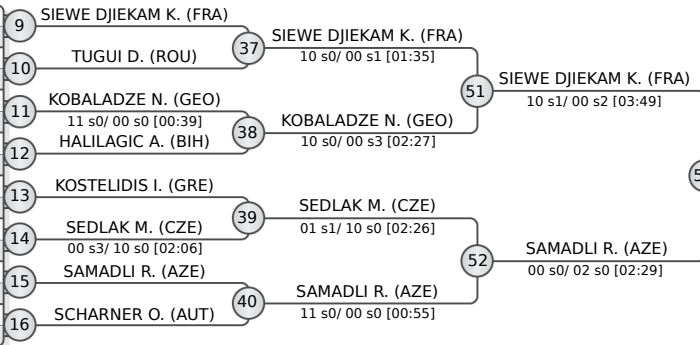 9
SIEWE DJIEKAM K. (FRA)
37
SIEWE DJIEKAM K. (FRA)
10 s0/ 00 s1 [01:35]
10
TUGUI D. (ROU)
51
SIEWE DJIEKAM K. (FRA)
10 s1/ 00 s2 [03:49]
11
KOBALADZE N. (GEO)
11 s0/ 00 s0 [00:39]
38
KOBALADZE N. (GEO)
10 s0/ 00 s3 [02:27]
12
HALILAGIC A. (BIH)
13
KOSTELIDIS I. (GRE)
39
SEDLAK M. (CZE)
01 s1/ 10 s0 [02:26]
14
SEDLAK M. (CZE)
00 s3/ 10 s0 [02:06]
52
SAMADLI R. (AZE)
00 s0/ 02 s0 [02:29]
15
SAMADLI R. (AZE)
40
SAMADLI R. (AZE)
11 s0/ 00 s0 [00:55]
16
SCHARNER O. (AUT)